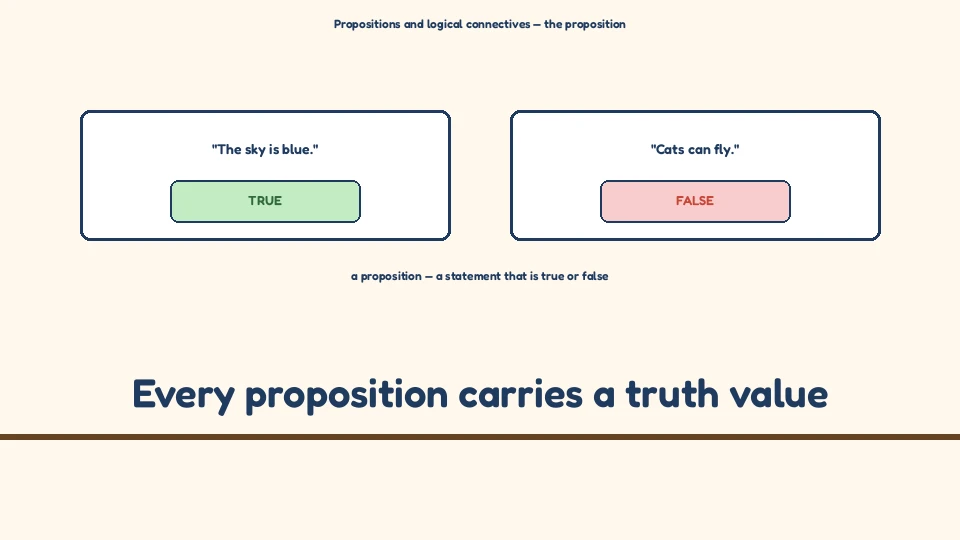 Propositions and logical connectives — the proposition
"The sky is blue."
"Cats can fly."
TRUE
FALSE
a proposition — a statement that is true or false
Every proposition carries a truth value